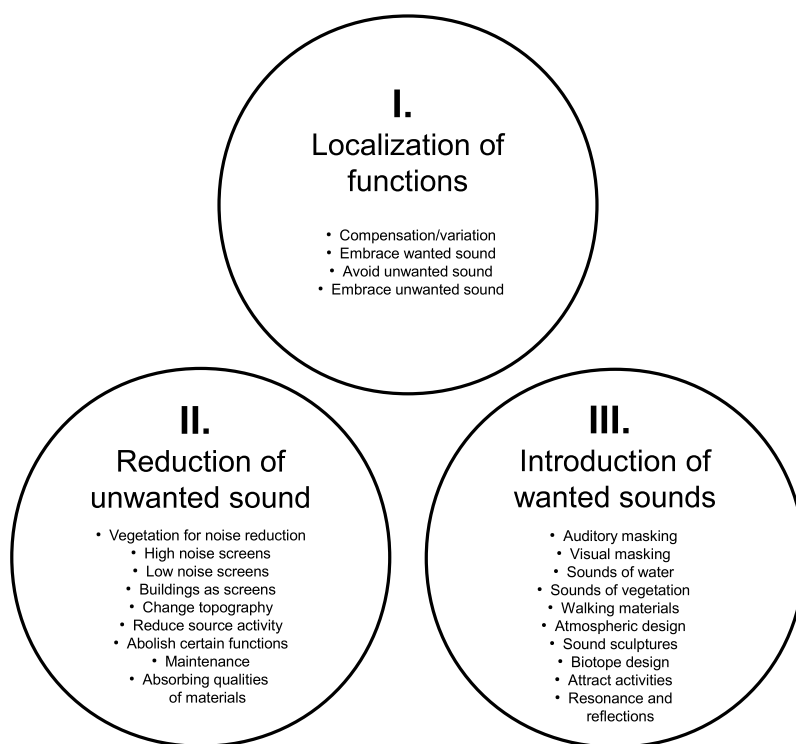 I.
Localization of
functions
• Compensation/variation
• Embrace wanted sound
• Avoid unwanted sound
• Embrace unwanted sound
II.
Reduction of
unwanted sound
• Vegetation for noise reduction
• High noise screens
• Low noise screens
• Buildings as screens
• Change topography
• Reduce source activity
• Abolish certain functions
• Maintenance
• Absorbing qualities
of materials
III.
Introduction of
wanted sounds
• Auditory masking
• Visual masking
• Sounds of water
• Sounds of vegetation
• Walking materials
• Atmospheric design
• Sound sculptures
• Biotope design
• Attract activities
• Resonance and
reflections